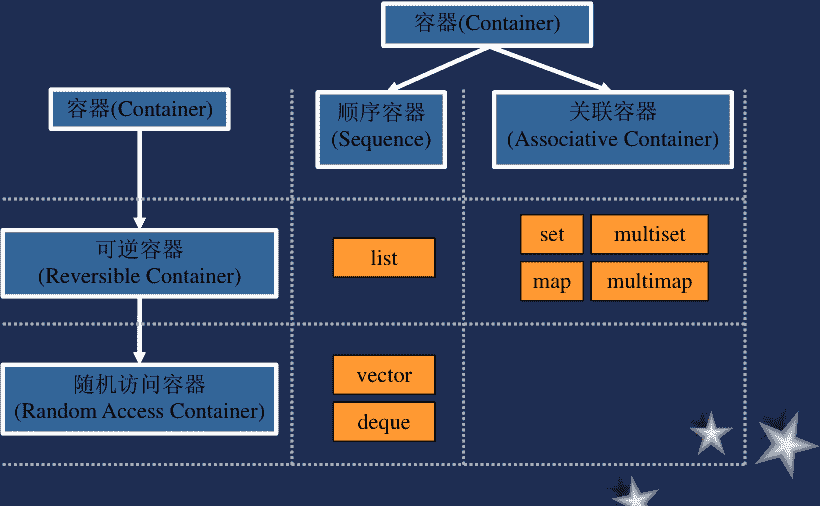 容器(Container)
容器(Container)
顺序容器
(Sequence)
关联容器
(Associative Container)
可逆容器
(Reversible Container)
list
set
multiset
map
multimap
随机访问容器
(Random Access Container)
vector
deque